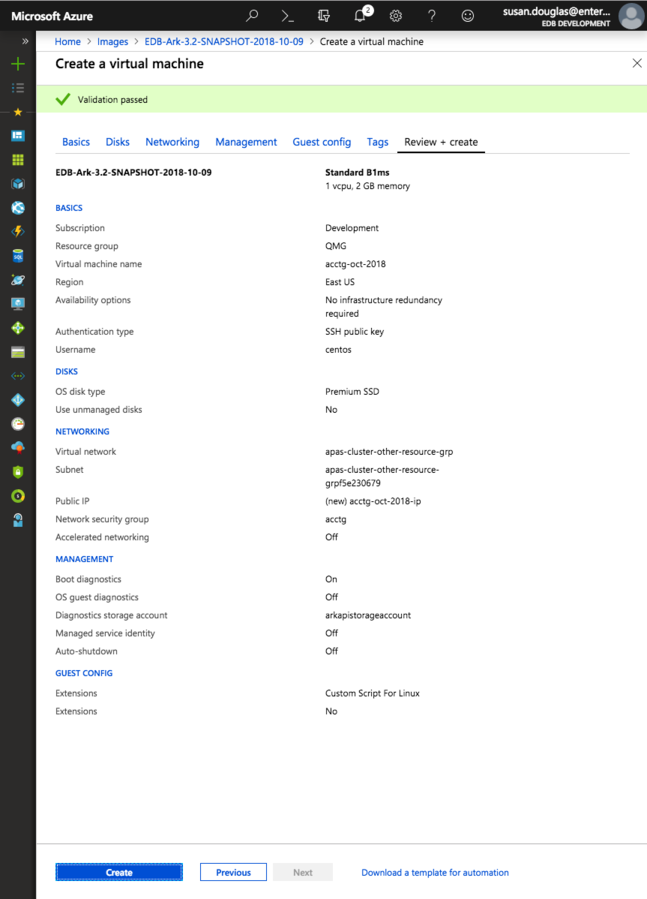 Microsoft Azure
2
susan.douglas@enter...
EDB DEVELOPMENT
Home > Images > EDB-Ark-3.2-SNAPSHOT-2018-10-09 > Create a virtual machine
Create a virtual machine
Validation passed
Basics Disks Networking Management Guest config Tags Review + create
EDB-Ark-3.2-SNAPSHOT-2018-10-09 Standard B1ms
1 vcpu, 2 GB memory
BASICS
Subscription Development
Resource group QMG
Virtual machine name acctg-oct-2018
Region East US
Availability options No infrastructure redundancy
required
Authentication type SSH public key
Username centos
DISKS
OS disk type Premium SSD
Use unmanaged disks No
NETWORKING
Virtual network apas-cluster-other-resource-grp
Subnet apas-cluster-other-resource-
grpf5e230679
Public IP (new) acctg-oct-2018-ip
Network security group acctg
Accelerated networking Off
MANAGEMENT
Boot diagnostics On
OS guest diagnostics Off
Diagnostics storage account arkapistorageaccount
Managed service identity Off
Auto-shutdown Off
GUEST CONFIG
Extensions Custom Script For Linux
Extensions No
Create Previous Next Download a template for automation